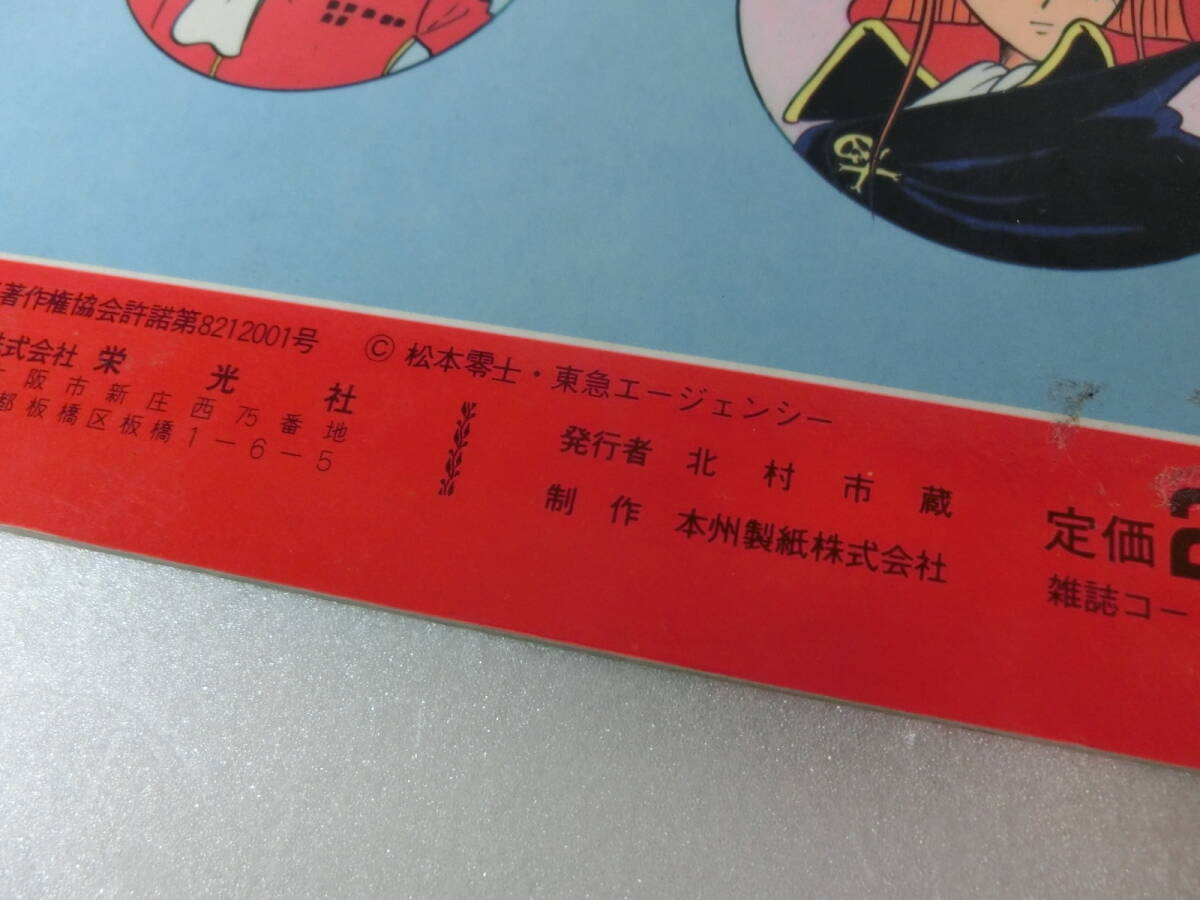 著作権協会許諾第8212001号
© 松本零士・東急エージェンシー
株式会社 栄光社
阪市新庄西75番地
都板橋区板橋1-6-5
発行者 北村市蔵
制作 本州製紙株式会社
定価
雑誌コー